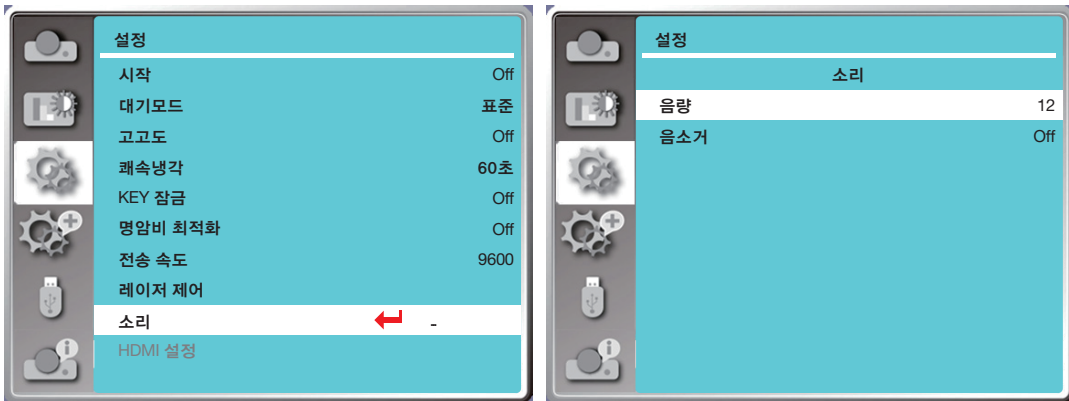 설정
시작 Off
대기모드 표준
고고도 Off
쾌속냉각 60초
KEY 잠금 Off
명암비 최적화 Off
전송 속도 9600
레이저 제어
소리 -
HDMI 설정
설정
소리
음량 12
음소거 Off